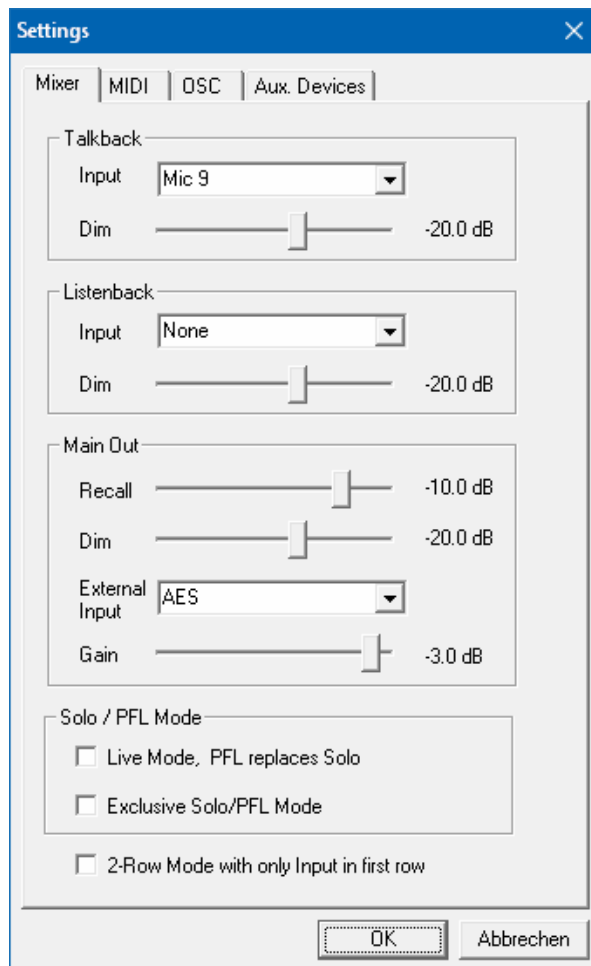 Settings
Mixer MIDI OSC Aux. Devices
Talkback
Input Mic 9
Dim -20.0 dB
Listenback
Input None
Dim -20.0 dB
Main Out
Recall -10.0 dB
Dim -20.0 dB
External
Input AES
Gain -3.0 dB
Solo / PFL Mode
Live Mode, PFL replaces Solo
Exclusive Solo/PFL Mode
2-Row Mode with only Input in first row
OK Abbrechen